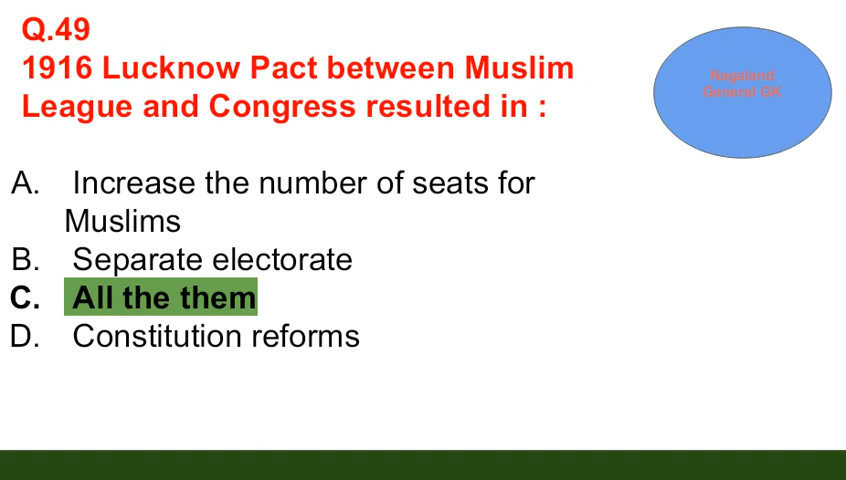 Q.49
1916 Lucknow Pact between Muslim
League and Congress resulted in :
Nagaland
General GK
A. Increase the number of seats for
Muslims
B. Separate electorate
C. All the them
D. Constitution reforms